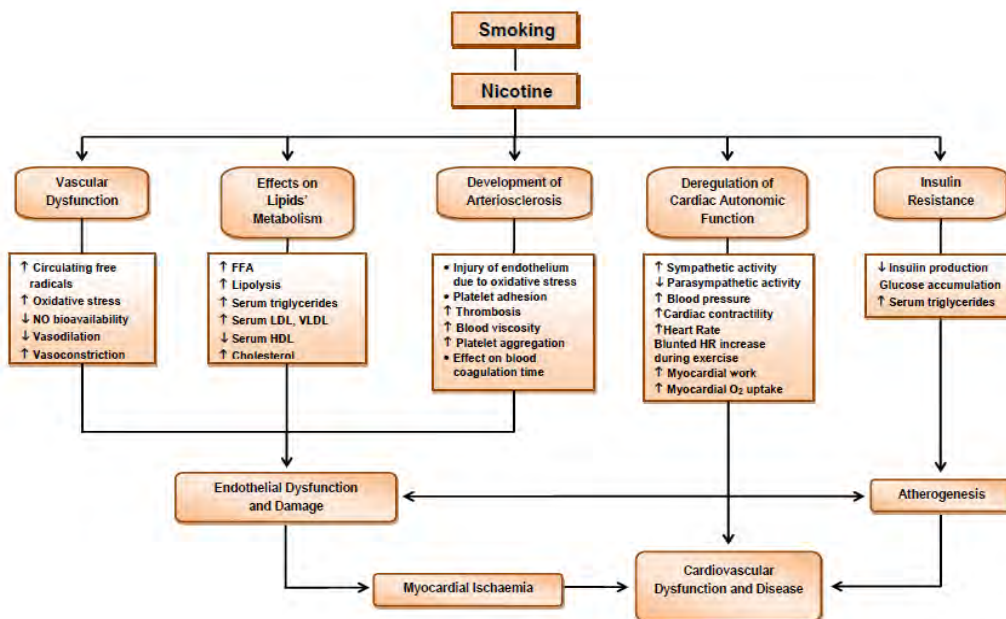 Smoking
Nicotine
Vascular
Dysfunction
Effects on
Lipids'
Metabolism
Development of
Arteriosclerosis
Deregulation of
Cardiac Autonomic
Function
Insulin
Resistance
↑ Circulating free
radicals
↑ Oxidative stress
↓ NO bioavailability
↓ Vasodilation
↑ Vasoconstriction
↑ FFA
↑ Lipolysis
↑ Serum triglycerides
↑ Serum LDL, VLDL
↓ Serum HDL
↑ Cholesterol
• Injury of endothelium
due to oxidative stress
• Platelet adhesion
↑ Thrombosis
↑ Blood viscosity
↑ Platelet aggregation
• Effect on blood
coagulation time
↑ Sympathetic activity
↓ Parasympathetic activity
↑ Blood pressure
↑Cardiac contractility
↑Heart Rate
Blunted HR increase
during exercise
↑ Myocardial work
↑ Myocardial O₂ uptake
↓ Insulin production
Glucose accumulation
↑ Serum triglycerides
Endothelial Dysfunction
and Damage
Atherogenesis
Myocardial Ischaemia
Cardiovascular
Dysfunction and Disease